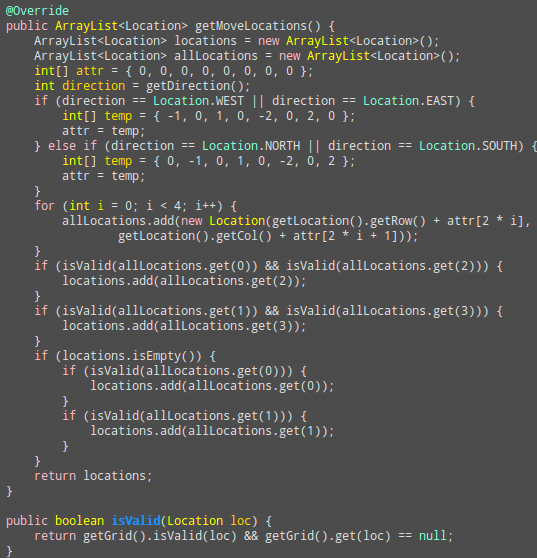 @Override
public ArrayList<Location> getMoveLocations() {
    ArrayList<Location> locations = new ArrayList<Location>();
    ArrayList<Location> allLocations = new ArrayList<Location>();
    int[] attr = { 0, 0, 0, 0, 0, 0, 0, 0 };
    int direction = getDirection();
    if (direction == Location.WEST || direction == Location.EAST) {
        int[] temp = { -1, 0, 1, 0, -2, 0, 2, 0 };
        attr = temp;
    } else if (direction == Location.NORTH || direction == Location.SOUTH) {
        int[] temp = { 0, -1, 0, 1, 0, -2, 0, 2 };
        attr = temp;
    }
    for (int i = 0; i < 4; i++) {
        allLocations.add(new Location(getLocation().getRow() + attr[2 * i],
                getLocation().getCol() + attr[2 * i + 1]));
    }
    if (isValid(allLocations.get(0)) && isValid(allLocations.get(2))) {
        locations.add(allLocations.get(2));
    }
    if (isValid(allLocations.get(1)) && isValid(allLocations.get(3))) {
        locations.add(allLocations.get(3));
    }
    if (locations.isEmpty()) {
        if (isValid(allLocations.get(0))) {
            locations.add(allLocations.get(0));
        }
        if (isValid(allLocations.get(1))) {
            locations.add(allLocations.get(1));
        }
    }
    return locations;
}

public boolean isValid(Location loc) {
    return getGrid().isValid(loc) && getGrid().get(loc) == null;
}